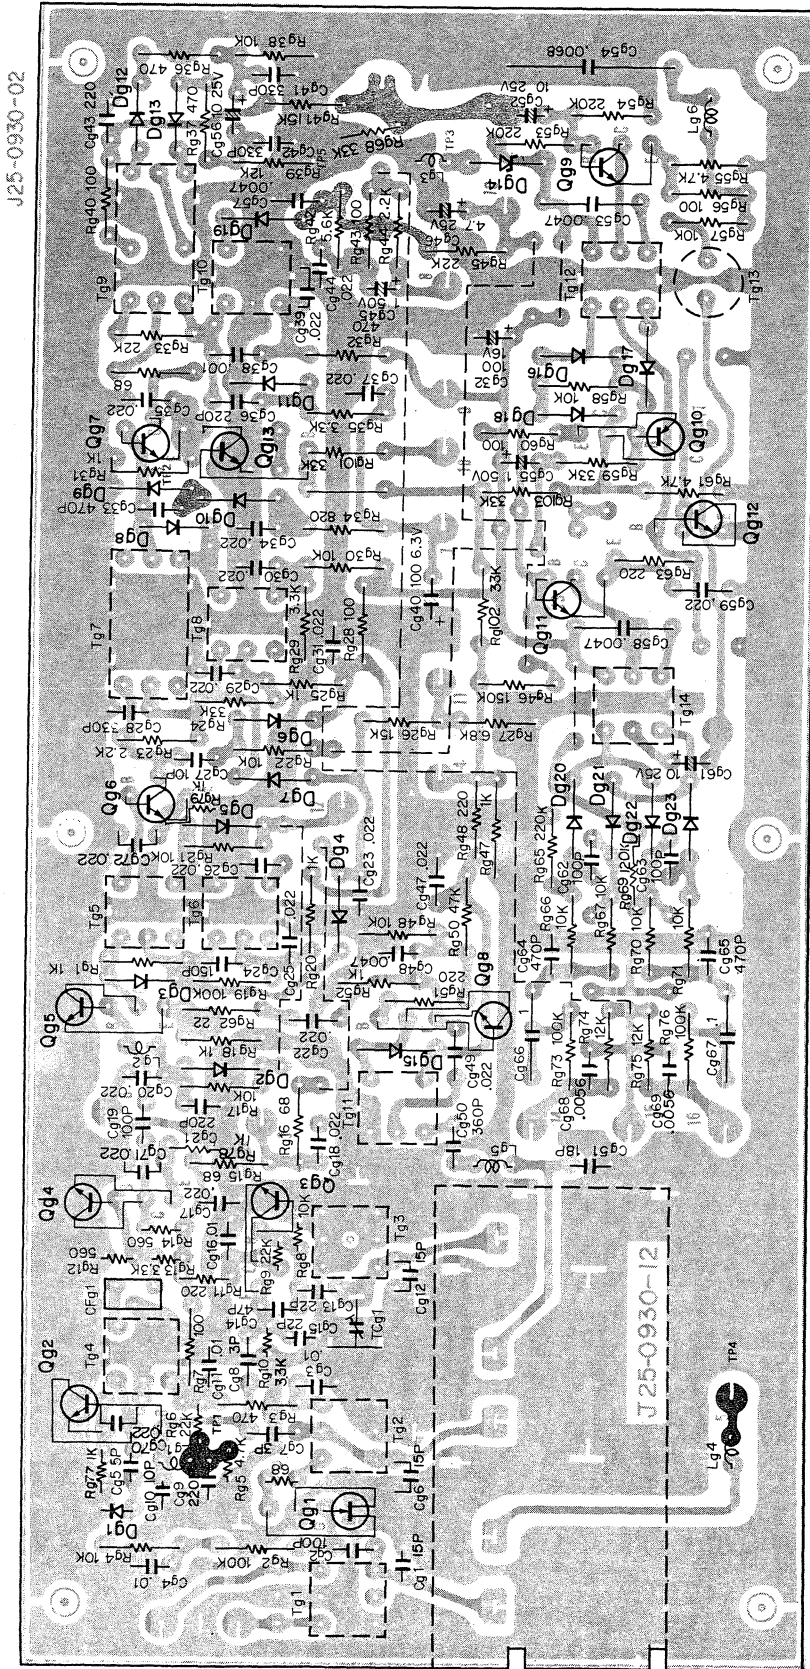 J25-0930-02
Rg38 10K
Rg36 470
Dg12
Cg43 220
Dg13
Rg37 470
Cg56 10 25V
Cg41 330P
Rg41 15K
Cg42 330P
Rg39 12K
TP5
Rg68 33K
Cg54 .0068
Cg52 10 25V
Rg54 220K
Rg53 220K
Lg6
TP3
Dg14
Qg9
Rg55 4.7K
Rg56 100
Rg57 10K
Cg53 .0047
Rg40 100
Cg57 .0047
Dg19
Rg42 5.6K
Rg43 100
Rg44 2.2K
Cg46 4.7 25V
Rg45 22K
Tg9
Tg10
Cg44 .022
Cg39 .022
Cg45 470
Tg12
Tg13
Rg33 22K
68
Cg38 .001
Rg32
Cg37 .022
Cg32 100 16V
Dg16
Dg17
Rg58 10K
Cg35 .022
Cg36 220P
Dg11
Rg35 3.3K
Dg18
Qg7
Qg13
Rg60 100
Qg10
Rg31 1K
TP2
Rg101 33K
Cg55 1 50V
Rg59 33K
Rg61 4.7K
Dg9
Cg33 470P
Dg10
Rg103 33K
Dg8
Cg34 .022
Rg34 820
Qg12
Cg30 .022
Rg30 10K
Cg40 100 6.3V
Rg63 220
Tg7
Tg8
Rg29 3.3K
Rg102 33K
Qg11
Cg59 .022
Cg31 .022
Rg28 100
Cg58 .0047
Cg29 .022
Rg25 1K
Rg46 150K
Tg14
Cg28 330P
Rg24 33K
Dg6
Rg26 15K
Rg27 6.8K
Rg23 2.2K
Rg22 10K
Cg27 10P
Dg7
Cg61 10 25V
Qg6
Rg79 1K
Dg5
Dg20
Dg21
Dg22
Dg23
Cg72 .022
Rg21 10K
Cg26 .022
1K
Dg4
Cg23 .022
Rg48 220
Rg47 1K
Rg65 220K
Cg62 100P
Rg69 120K
Cg63 100P
Tg5
Tg6
Cg47 .022
Rg50 47K
Rg66 10K
Rg67 10K
Rg70 10K
Rg71 10K
Cg25 .022
Rg20
Rg48 10K
Cg48 .0047
Cg64 470P
Cg65 470P
Rg1 1K
Cg24 150P
Dg3
Rg19 100K
Rg52 1K
Rg51 220
Qg8
Qg5
Rg62 22
Cg22 .022
Cg66 .1
Rg73 100K
Rg74 12K
Rg75 12K
Rg76 100K
Cg67 .1
Lg2
Rg18 1K
Dg2
Dg15
Cg49 .022
Cg20 .022
Rg17 10K
Tg11
Cg68 .0056
Cg69 .0056
Cg19 100P
Cg21 220P
Rg16 68
Cg50 360P
Cg71 .022
Rg78 1K
Cg18 .022
Rg15 68
g5
Cg51 18P
Qg4
Cg17 .022
Qg3
Rg14 560
Cg16 .01
Rg8 10K
Tg3
Rg12 560
Rg13 3.3K
Rg9 22K
CFg1
Rg11 220
Cg13 22P
Cg12 15P
Tg4
Cg14 47P
Cg15 22P
TCg1
J25-0930-12
Qg2
Rg7 100
Cg11 .01
Cg8 3P
Rg10 33K
Cg3 .01
TP4
Rg6 22K
Rg3 470
Tg2
Cg70 .022
TP1
Cg7
Lg4
Rg77 1K
Cg5 5P
Cg10 10P
Cg9 220
Rg5 4.7K
68
Cg6 15P
Dg1
Qg1
Rg4 10K
Rg2 100K
Cg2 100P
Cg4 .01
Cg1 15P
Tg1